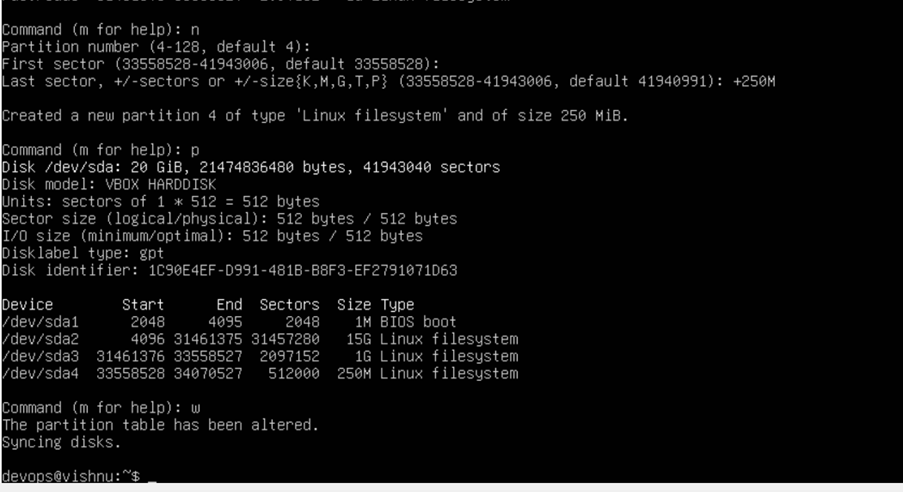 Command (m for help): n
Partition number (4-128, default 4):
First sector (33558528-41943006, default 33558528):
Last sector, +/-sectors or +/-size{K,M,G,T,P} (33558528-41943006, default 41940991): +250M
Created a new partition 4 of type 'Linux filesystem' and of size 250 MiB.
Command (m for help): p
Disk /dev/sda: 20 GiB, 21474836480 bytes, 41943040 sectors
Disk model: VBOX HARDDISK
Units: sectors of 1 * 512 = 512 bytes
Sector size (logical/physical): 512 bytes / 512 bytes
I/O size (minimum/optimal): 512 bytes / 512 bytes
Disklabel type: gpt
Disk identifier: 1C90E4EF-D991-481B-B8F3-EF2791071D63
Device Start End Sectors Size Type
/dev/sda1 2048 4095 2048 1M BIOS boot
/dev/sda2 4096 31461375 31457280 15G Linux filesystem
/dev/sda3 31461376 33558527 2097152 1G Linux filesystem
/dev/sda4 33558528 34070527 512000 250M Linux filesystem
Command (m for help): w
The partition table has been altered.
Syncing disks.
devops@vishnu:~$ _